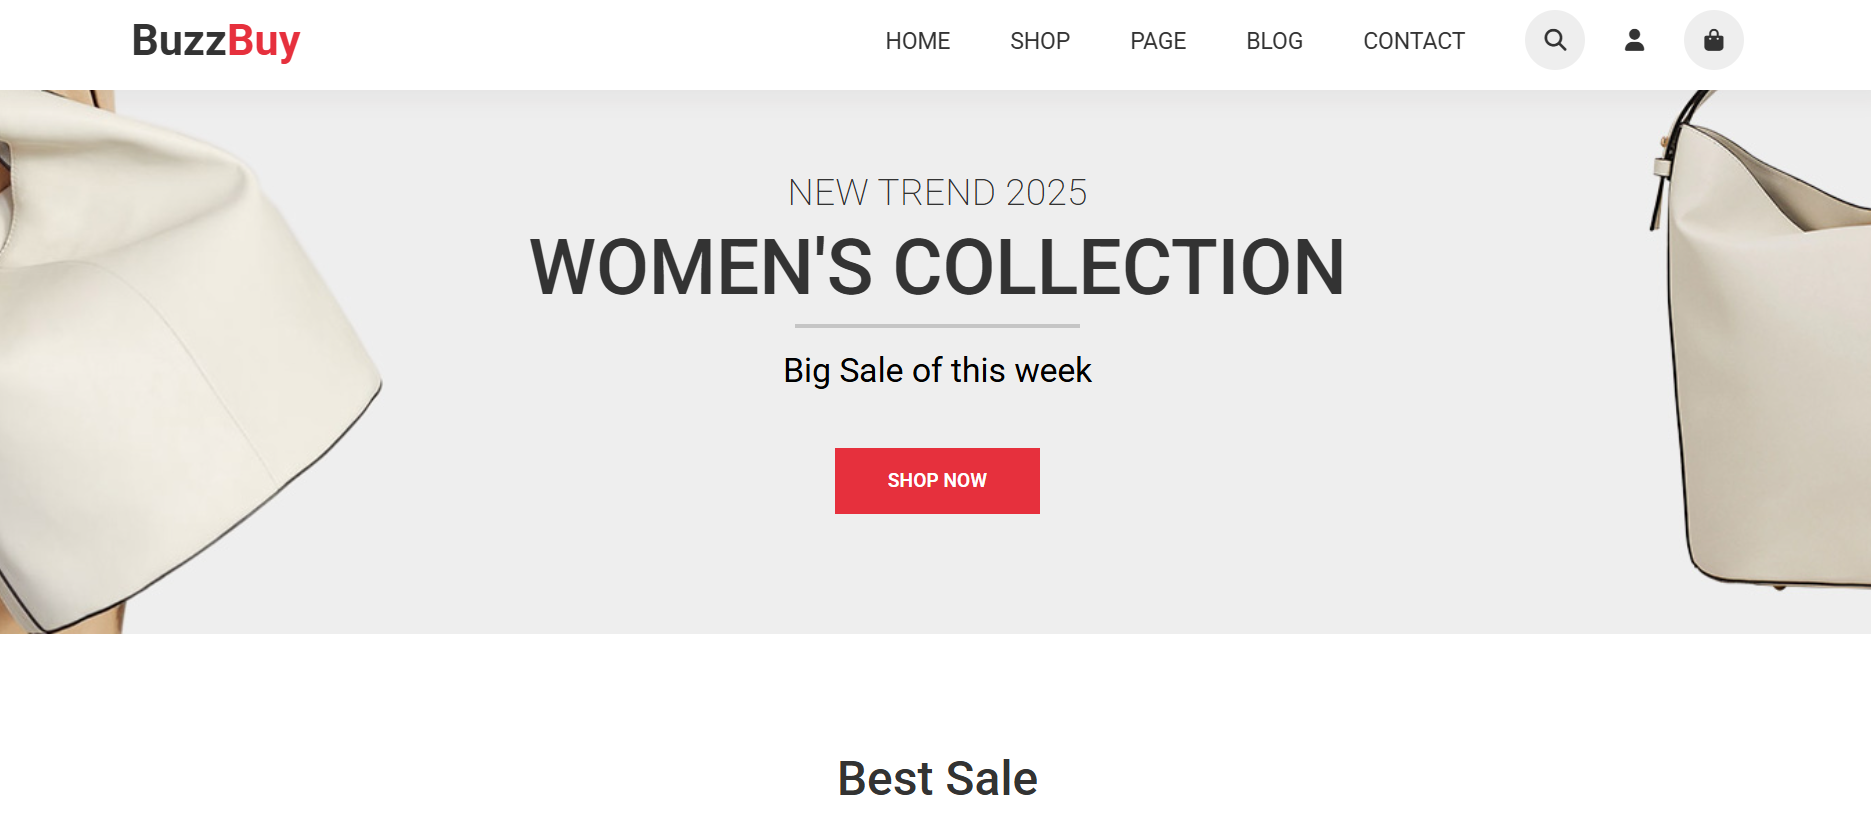 BuzzBuy
HOME SHOP PAGE BLOG CONTACT
NEW TREND 2025
WOMEN'S COLLECTION
Big Sale of this week
SHOP NOW
Best Sale